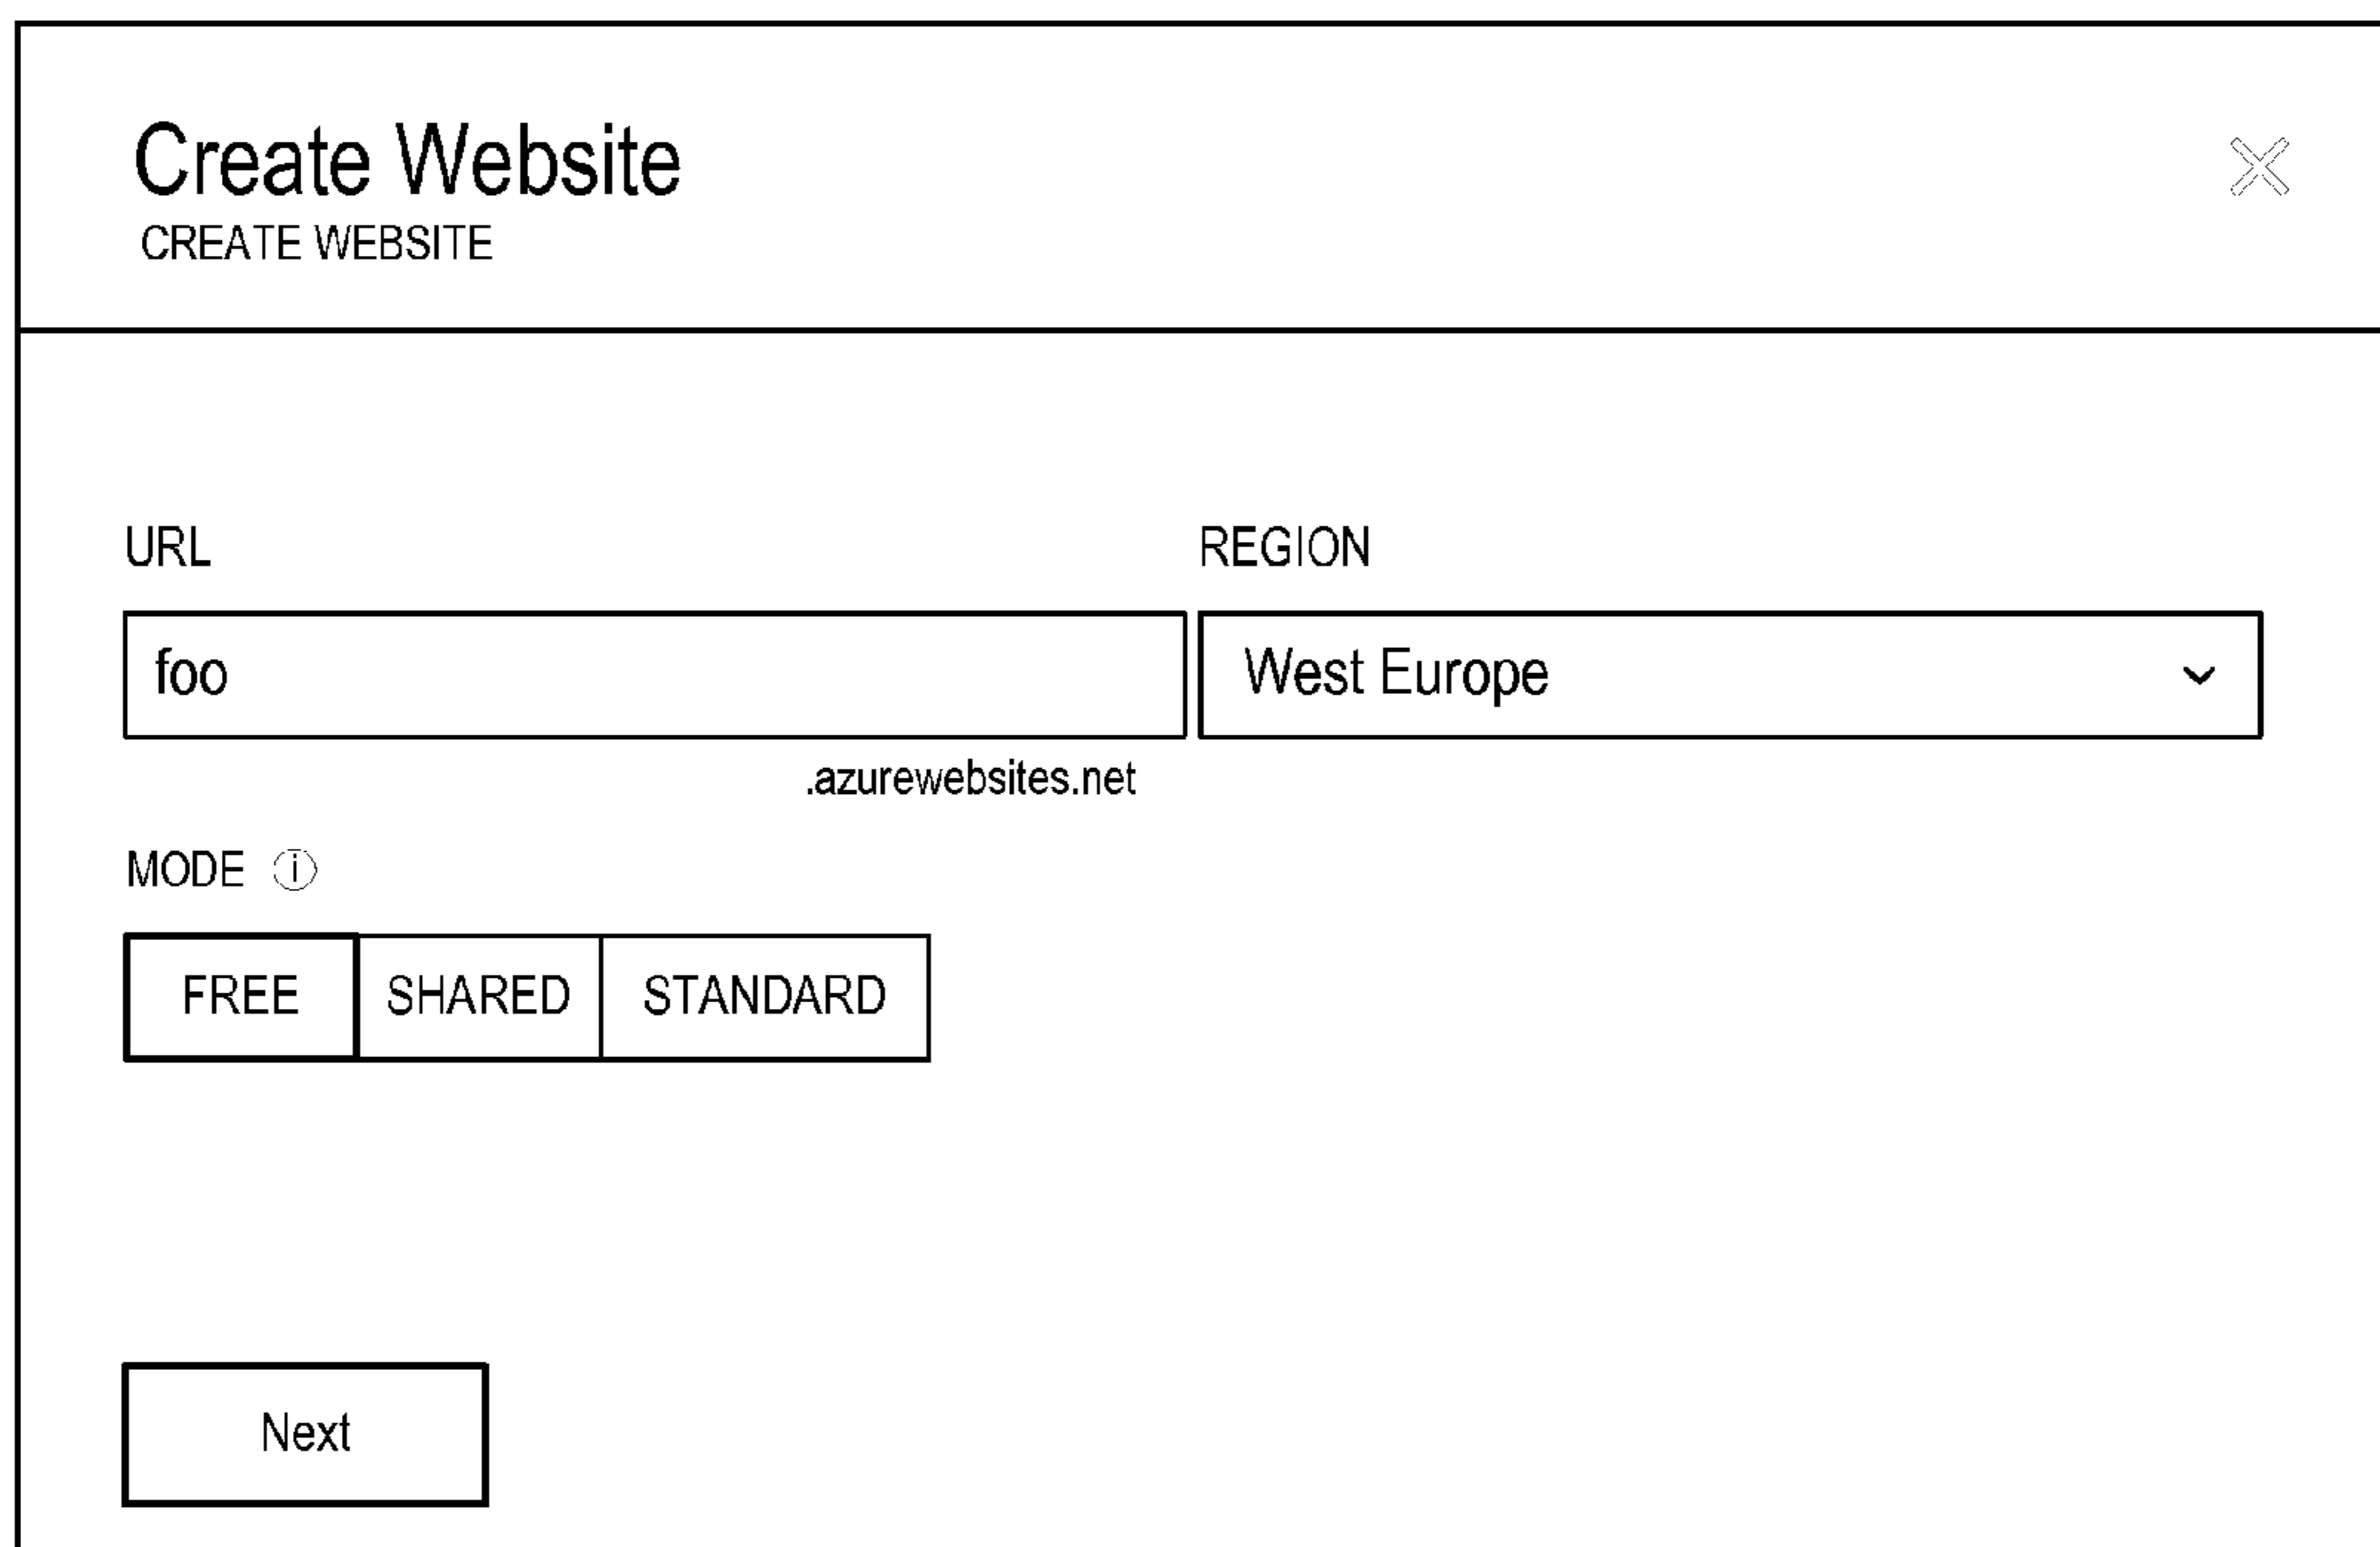 Create Website
CREATE WEBSITE
URL
REGION
foo
West Europe
.azurewebsites.net
MODE i
FREE SHARED STANDARD
Next